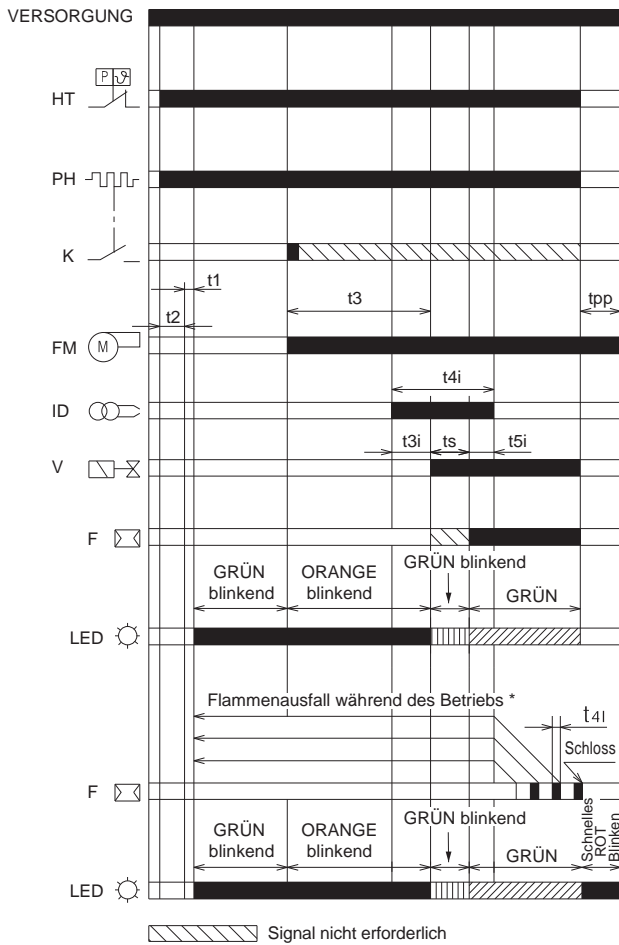 VERSORGUNG
P ϑ
HT
PH
K
t1
t3
tpp
t2
FM M
t4i
ID
t3i ts t5i
V
F
GRÜN blinkend
GRÜN
blinkend
ORANGE
blinkend
GRÜN
LED
Flammenausfall während des Betriebs *
t4l
Schloss
F
GRÜN blinkend
GRÜN
blinkend
ORANGE
blinkend
GRÜN
Schnelles
ROT
Blinken
LED
Signal nicht erforderlich